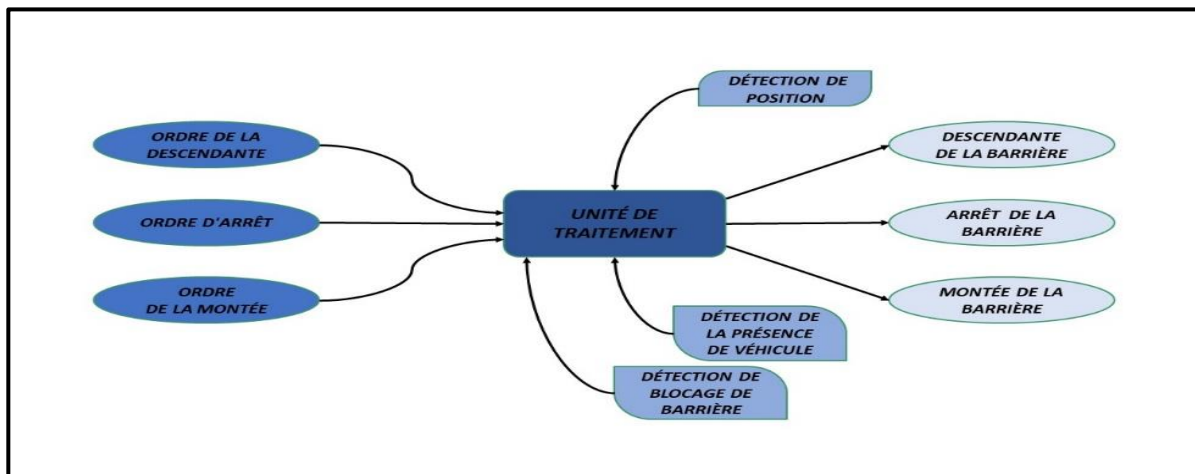 DÉTECTION DE
POSITION
ORDRE DE LA
DESCENDANTE
DESCENDANTE
DE LA BARRIÈRE
ORDRE D'ARRÊT
UNITÉ DE
TRAITEMENT
ARRÊT DE LA
BARRIÈRE
ORDRE
DE LA MONTÉE
MONTÉE DE LA
BARRIÈRE
DÉTECTION DE
LA PRÉSENCE
DE VÉHICULE
DÉTECTION DE
BLOCAGE DE
BARRIÈRE